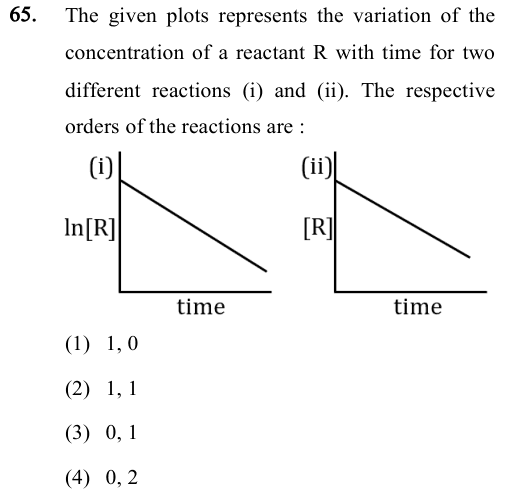 65. The given plots represents the variation of the
concentration of a reactant R with time for two
different reactions (i) and (ii). The respective
orders of the reactions are :
(i) (ii)
ln[R] [R]
time time
(1) 1, 0
(2) 1, 1
(3) 0, 1
(4) 0, 2